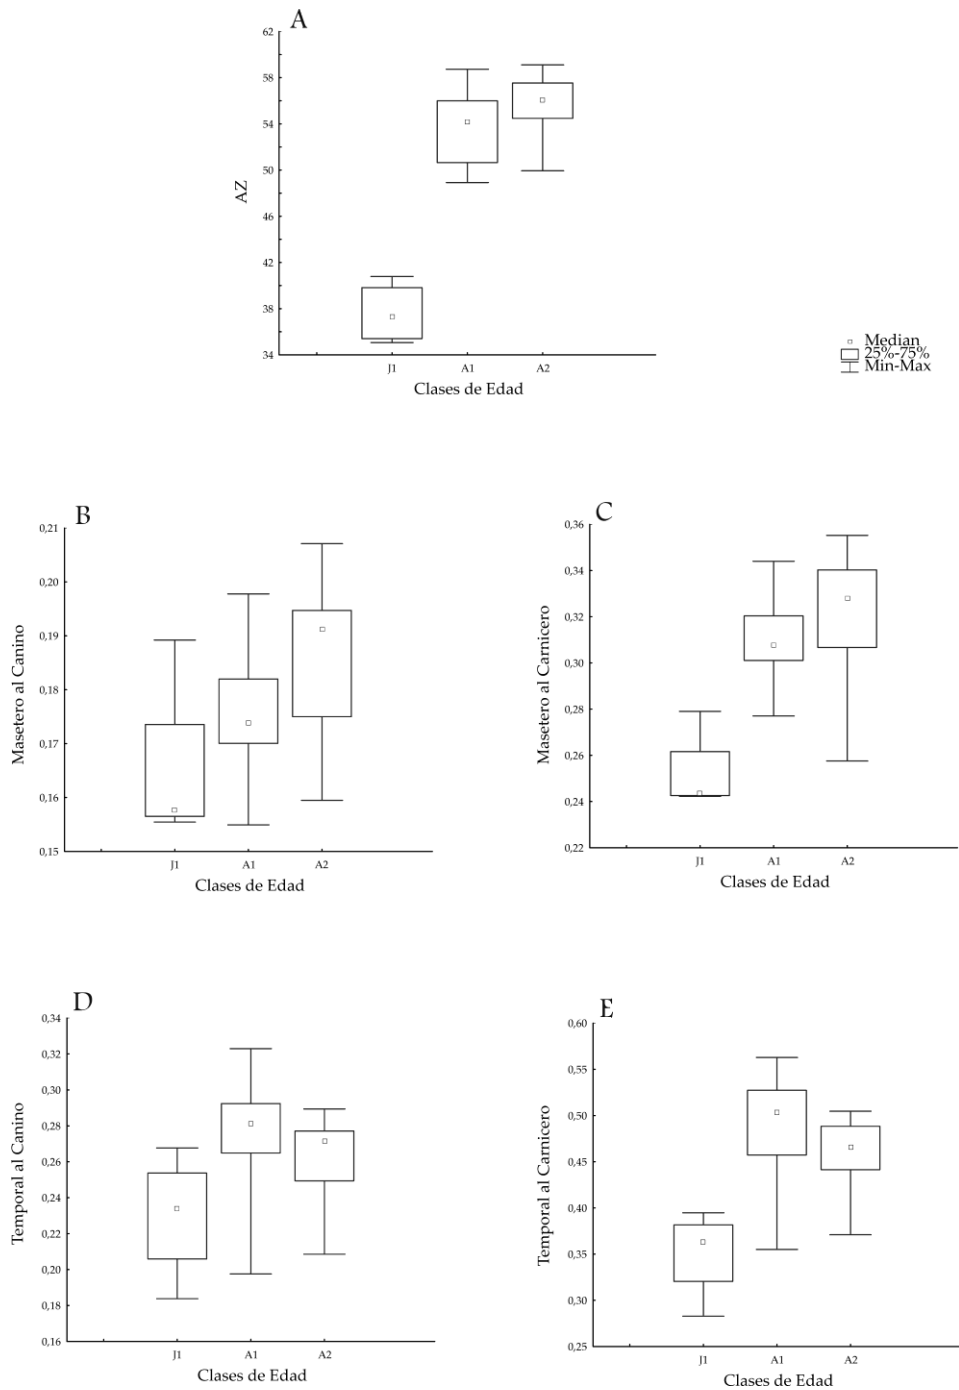 A
62
58
54
50
46
42
38
34
AZ
J1 A1 A2
Clases de Edad
Median
25%-75%
Min-Max
B
0,21
0,20
0,19
0,18
0,17
0,16
0,15
Masetero al Canino
J1 A1 A2
Clases de Edad
C
0,36
0,34
0,32
0,30
0,28
0,26
0,24
0,22
Masetero al Carnicero
J1 A1 A2
Clases de Edad
D
0,34
0,32
0,30
0,28
0,26
0,24
0,22
0,20
0,18
0,16
Temporal al Canino
J1 A1 A2
Clases de Edad
E
0,60
0,55
0,50
0,45
0,40
0,35
0,30
0,25
Temporal al Carnicero
J1 A1 A2
Clases de Edad